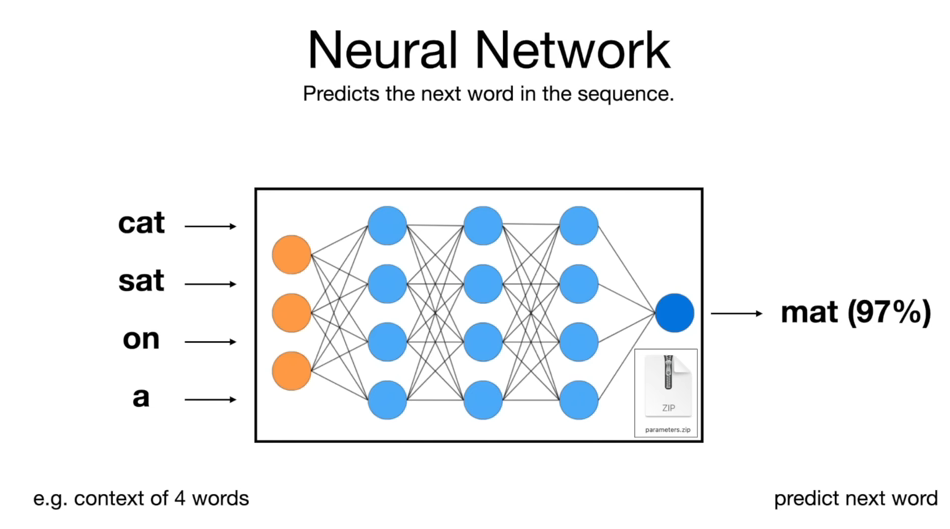 Neural Network
Predicts the next word in the sequence.
cat
sat
on
a
mat (97%)
ZIP
parameters.zip
e.g. context of 4 words
predict next word